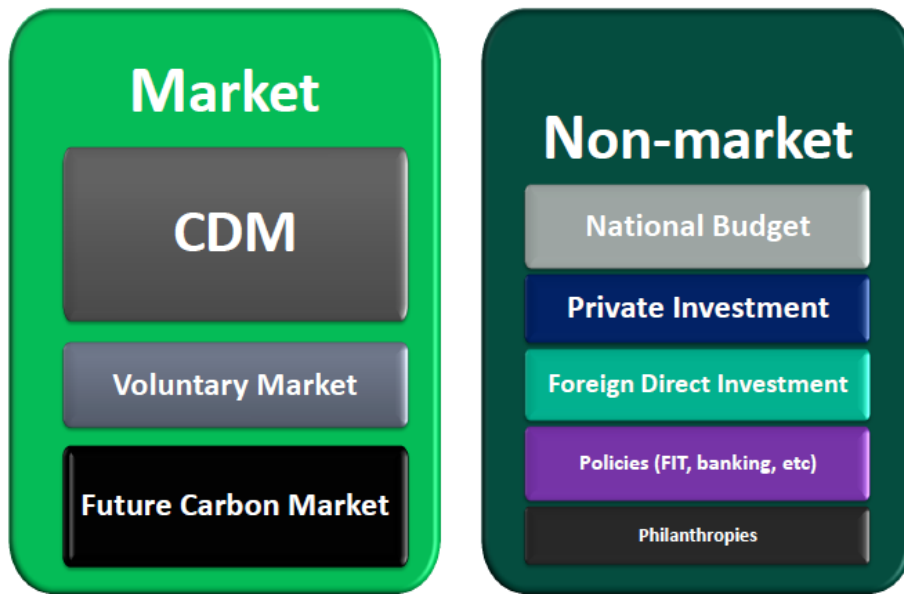 Market
CDM
Voluntary Market
Future Carbon Market
Non-market
National Budget
Private Investment
Foreign Direct Investment
Policies (FIT, banking, etc)
Philanthropies